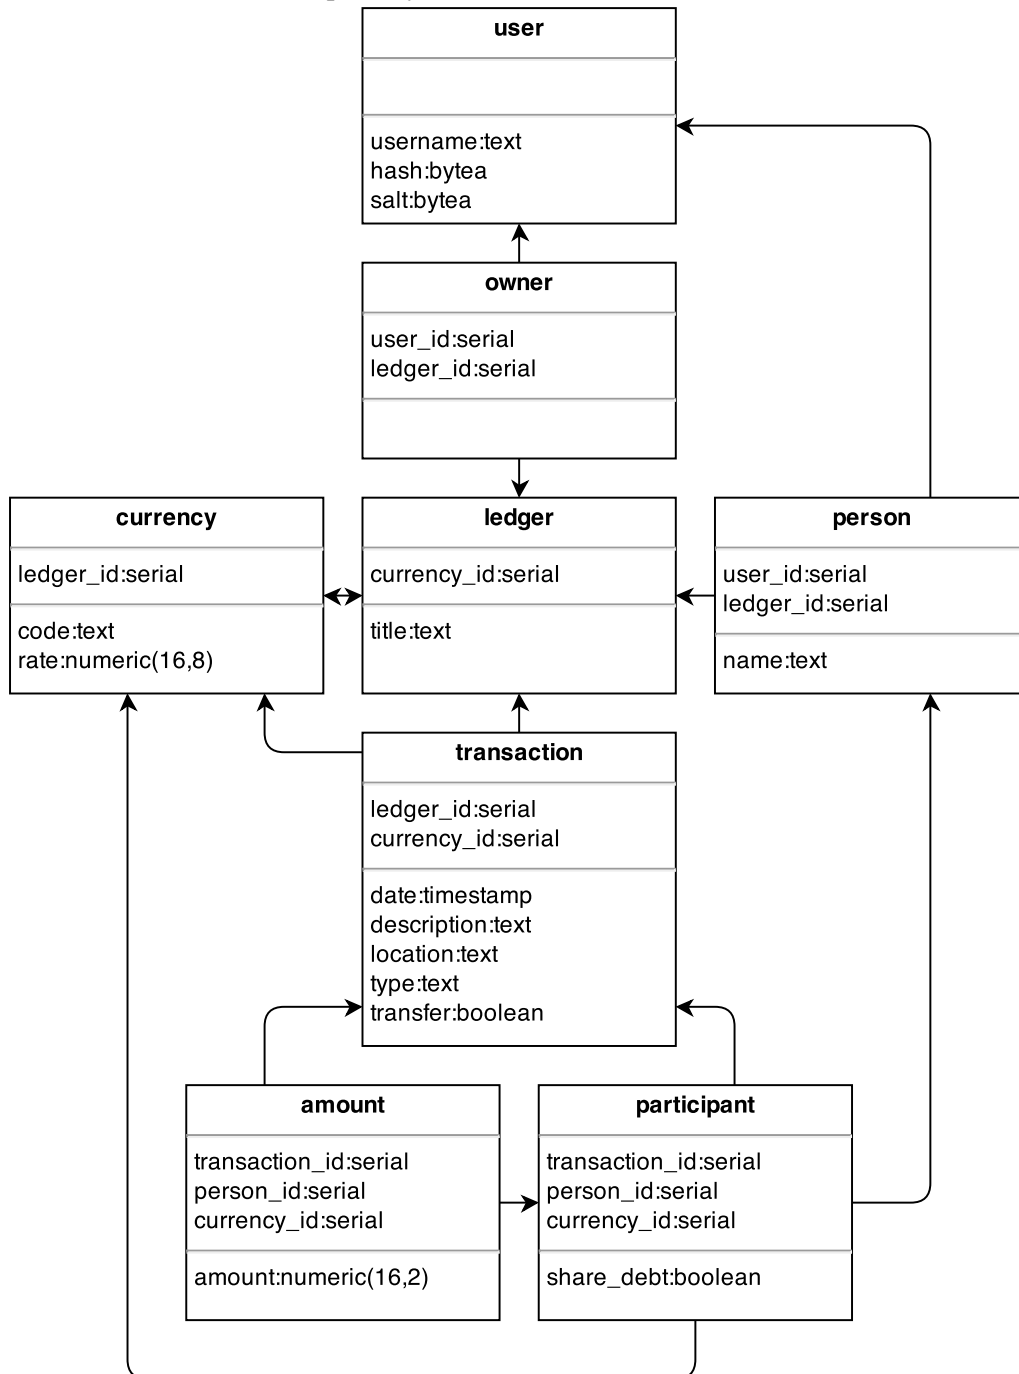 user
username:text
hash:bytea
salt:bytea
owner
user_id:serial
ledger_id:serial
currency
ledger_id:serial
code:text
rate:numeric(16,8)
ledger
currency_id:serial
title:text
person
user_id:serial
ledger_id:serial
name:text
transaction
ledger_id:serial
currency_id:serial
date:timestamp
description:text
location:text
type:text
transfer:boolean
amount
transaction_id:serial
person_id:serial
currency_id:serial
amount:numeric(16,2)
participant
transaction_id:serial
person_id:serial
currency_id:serial
share_debt:boolean